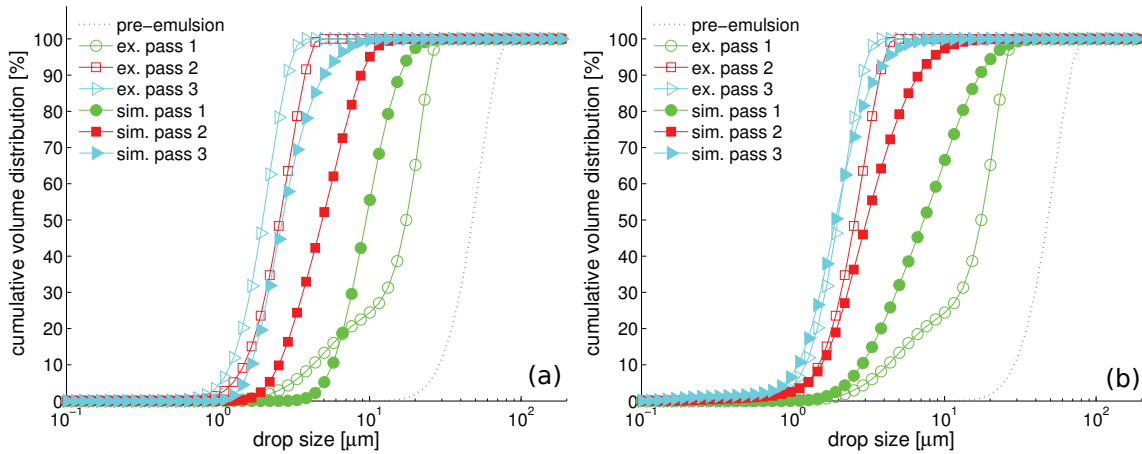 pre-emulsion
ex. pass 1
ex. pass 2
ex. pass 3
sim. pass 1
sim. pass 2
sim. pass 3
100
90
80
70
60
50
40
30
20
10
0
cumulative volume distribution [%]
10⁻¹
10⁰
10¹
10²
drop size [μm]
(a)
pre-emulsion
ex. pass 1
ex. pass 2
ex. pass 3
sim. pass 1
sim. pass 2
sim. pass 3
100
90
80
70
60
50
40
30
20
10
0
cumulative volume distribution [%]
10⁻¹
10⁰
10¹
10²
drop size [μm]
(b)